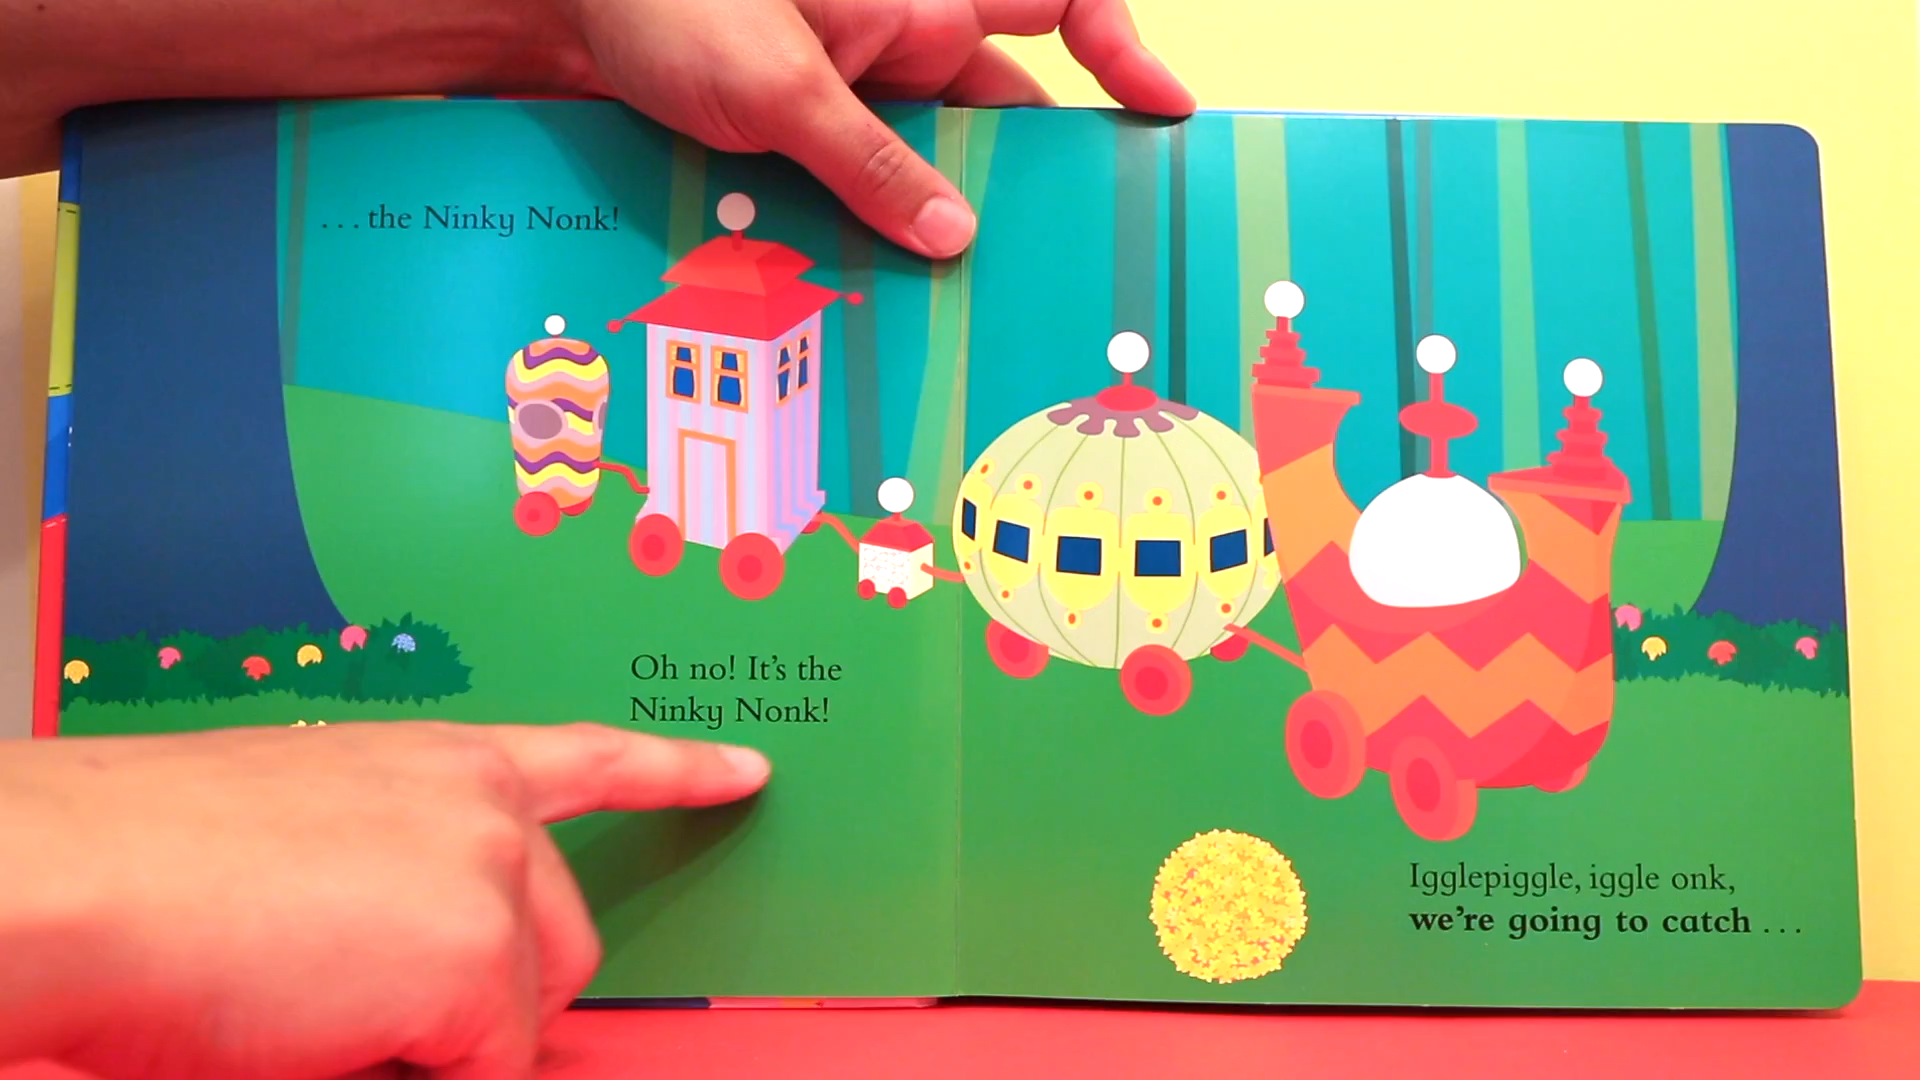 ...the Ninky Nonk!
Oh no! It's the
Ninky Nonk!
Igglepiggle, iggle onk,
we're going to catch...